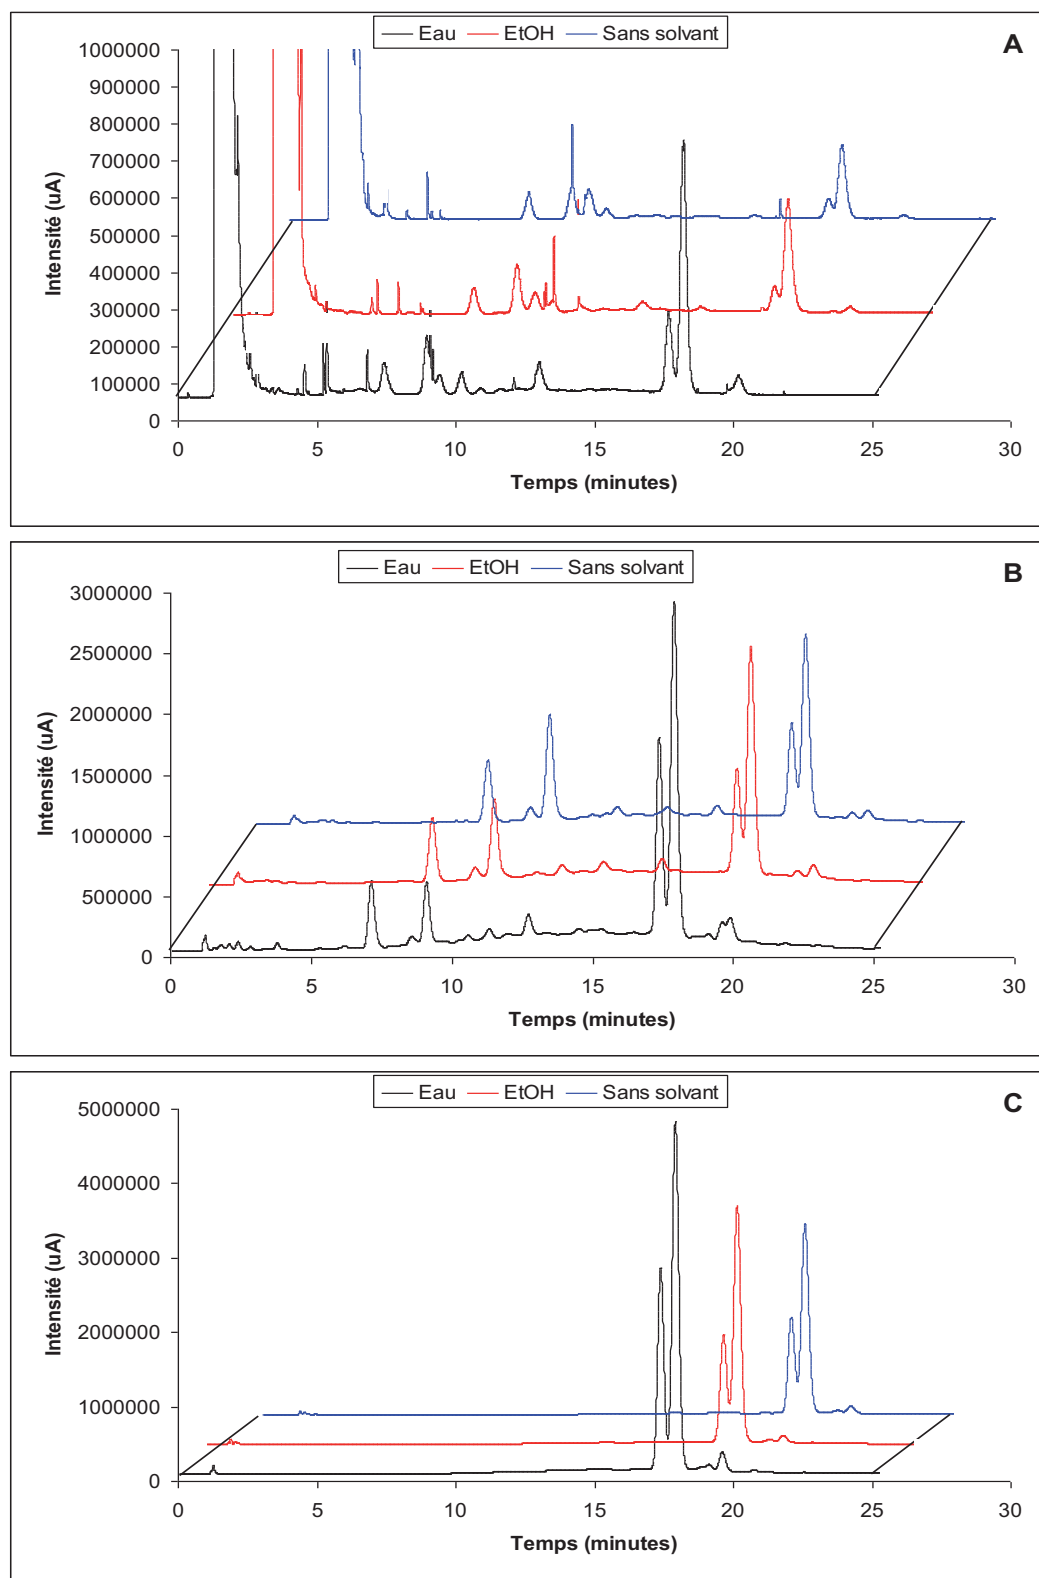 Eau EtOH Sans solvant
A
1000000
900000
800000
700000
600000
500000
400000
300000
200000
100000
0
Intensité (uA)
0 5 10 15 20 25 30
Temps (minutes)
Eau EtOH Sans solvant
B
3000000
2500000
2000000
1500000
1000000
500000
0
Intensité (uA)
0 5 10 15 20 25 30
Temps (minutes)
Eau EtOH Sans solvant
C
5000000
4000000
3000000
2000000
1000000
0
Intensité (uA)
0 5 10 15 20 25 30
Temps (minutes)